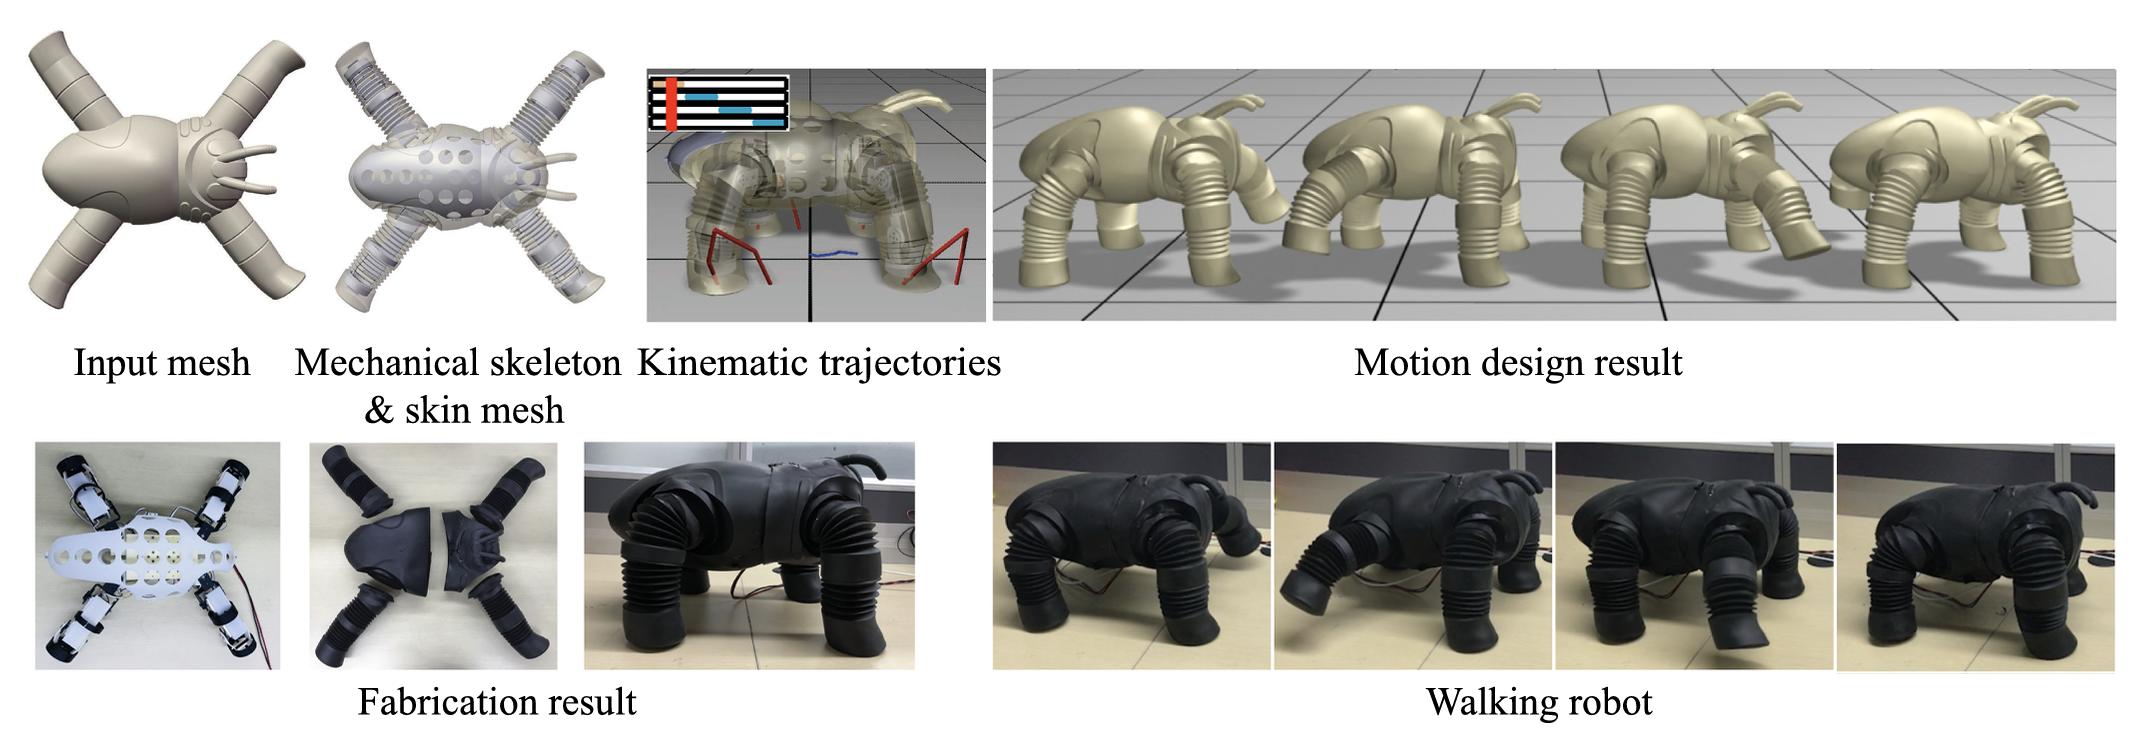 Input mesh
Mechanical skeleton
& skin mesh
Kinematic trajectories
Motion design result
Fabrication result
Walking robot